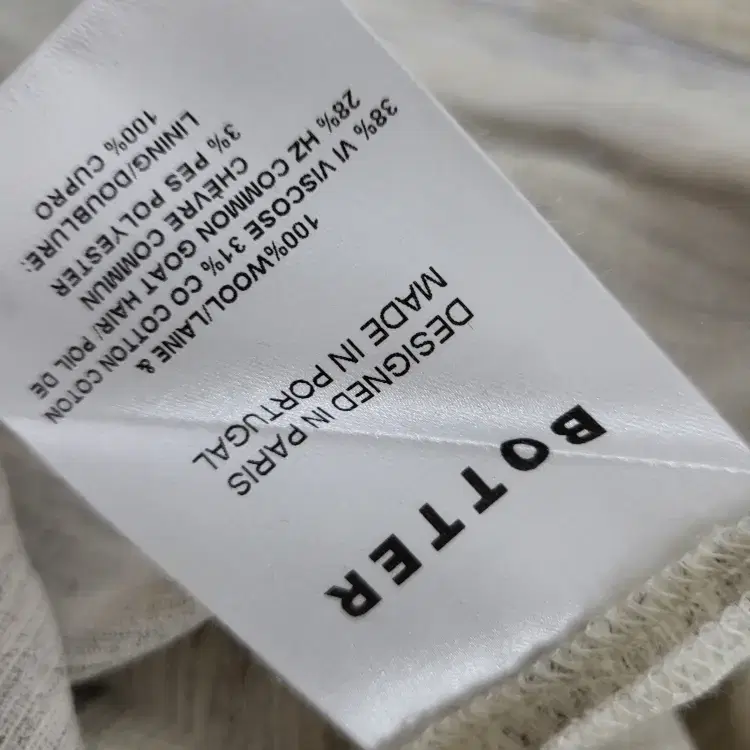 BOTTER
DESIGNED IN PARIS
MADE IN PORTUGAL
100%WOOL/LAINE &
38% VI VISCOSE 31% CO COTTON COTON
28% HZ COMMON GOAT HAIR/ POIL DE
CHÈVRE COMMUN
3% PES POLYESTER
LINING/DOUBLURE:
100% CUPRO